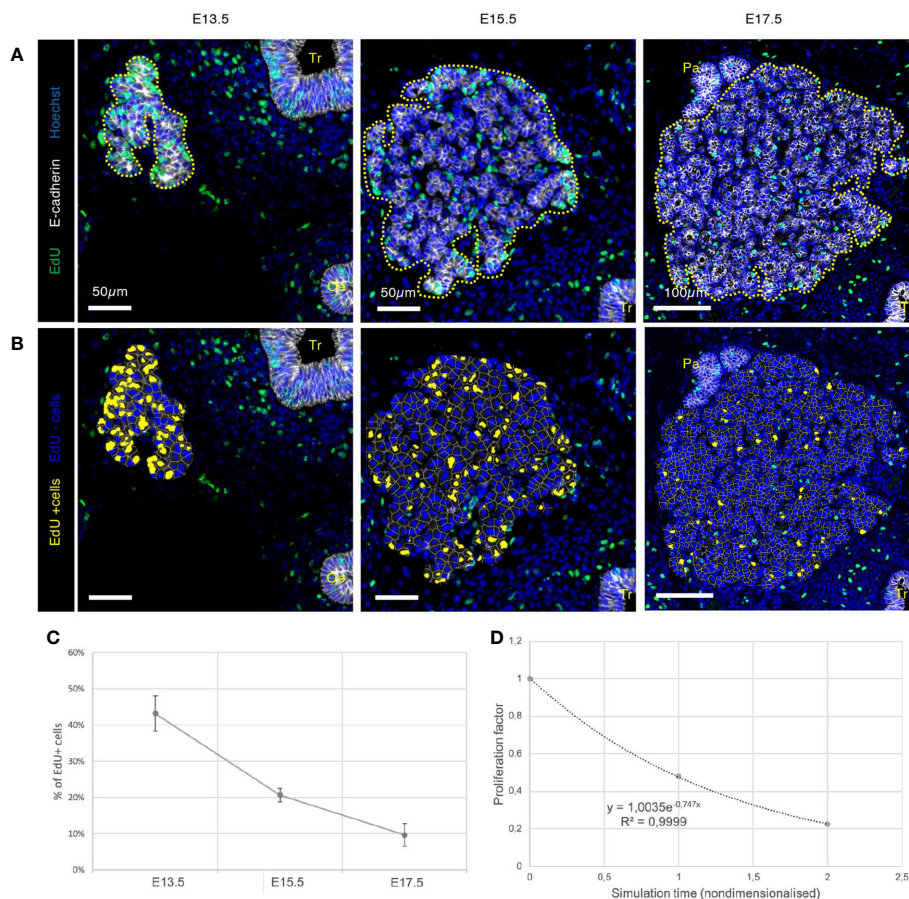 E13.5 E15.5 E17.5
A
EdU E-cadherin Hoechst
Tr
Oe
50µm
50µm
Tr
Pa
100µm
T
B
EdU +cells EdU - cells
Tr
Oe
Tr
Pa
Tr
C
% of EdU+ cells
60%
50%
40%
30%
20%
10%
0%
E13.5 E15.5 E17.5
D
Proliferation factor
1,2
1
0,8
0,6
0,4
0,2
0
y = 1,0035e-0,747x
R² = 0,9999
0 0,5 1 1,5 2 2,5
Simulation time (nondimensionalised)